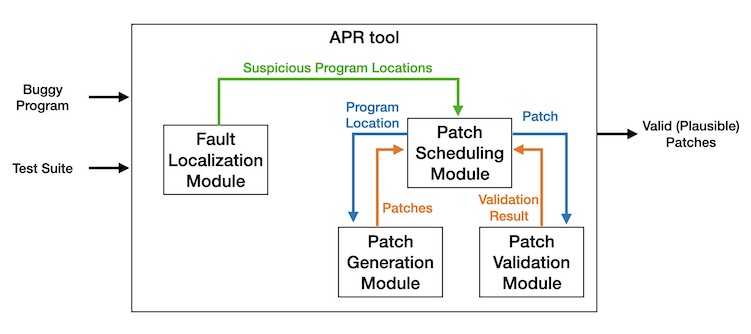 APR tool
Suspicious Program Locations
Buggy
Program
Test Suite
Fault
Localization
Module
Program
Location
Patch
Scheduling
Module
Patch
Valid (Plausible)
Patches
Patches
Validation
Result
Patch
Generation
Module
Patch
Validation
Module